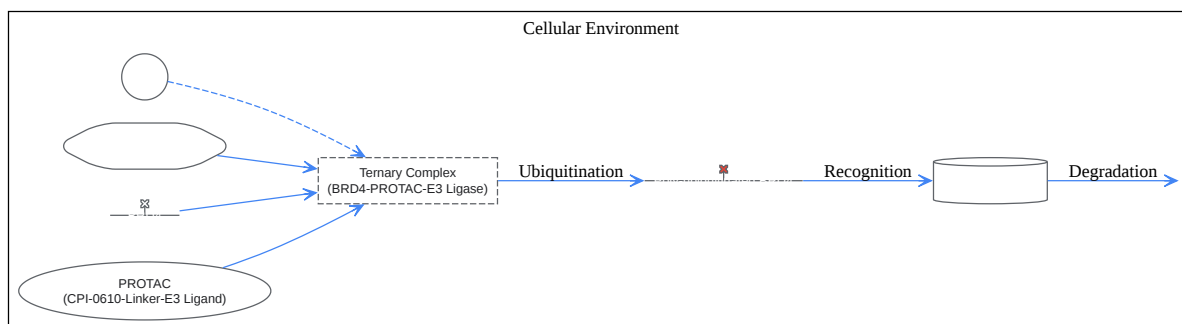 Cellular Environment
Ternary Complex
(BRD4-PROTAC-E3 Ligase)
Ubiquitination
Recognition
Degradation
PROTAC
(CPI-0610-Linker-E3 Ligand)